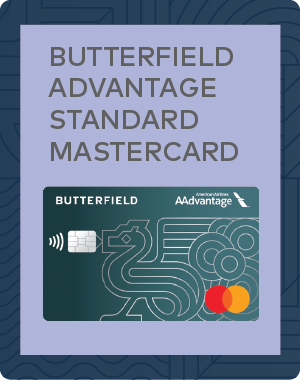 BUTTERFIELD
ADVANTAGE
STANDARD
MASTERCARD
BUTTERFIELD
American Airlines
AAdvantage